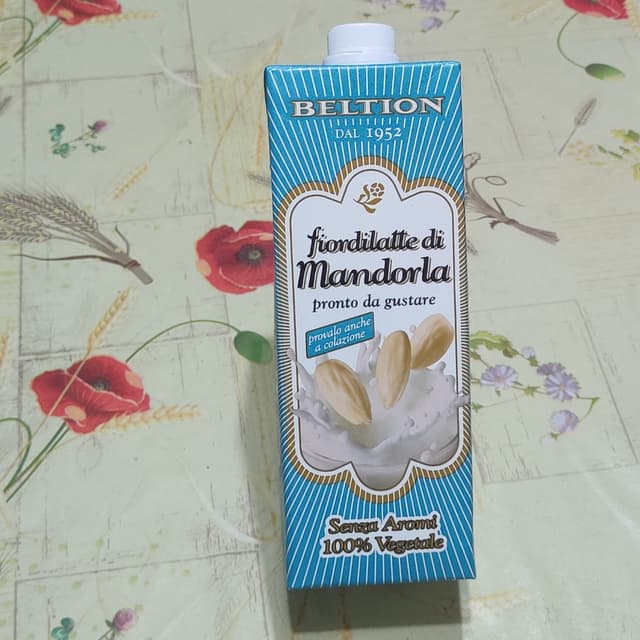 BELTION
DAL 1952
fiordilatte di
Mandorla
pronto da gustare
provalo anche
a colazione
Senza Aromi
100% Vegetale